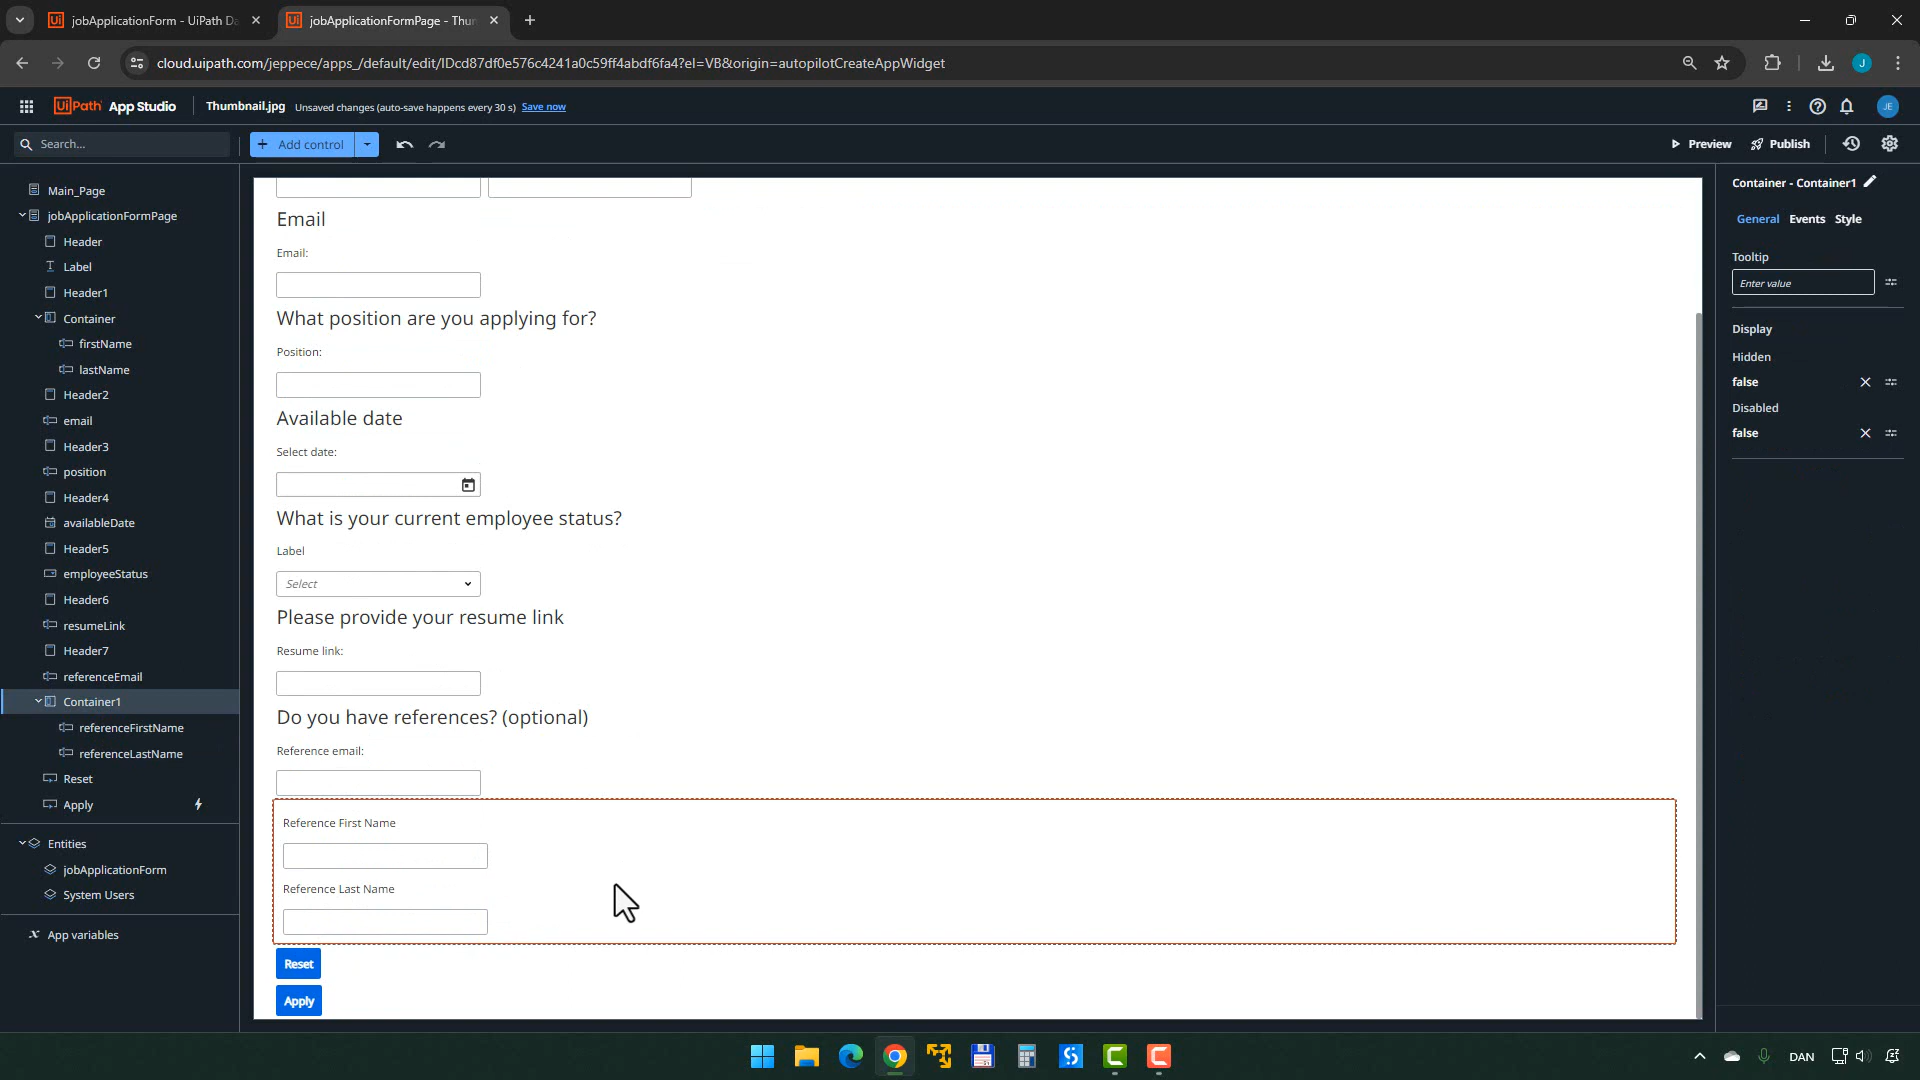 jobApplicationForm - UiPath Da
jobApplicationFormPage - Thun
cloud.uipath.com/jeppece/apps_/default/edit/IDcd87df0e576c4241a0c59ff4abdf6fa4?el=VB&origin=autopilotCreateAppWidget
J
UiPath App Studio
Thumbnail.jpg
Unsaved changes (auto-save happens every 30 s) Save now
JE
Search...
Add control
Preview
Publish
Main_Page
jobApplicationFormPage
Header
Label
Header1
Container
firstName
lastName
Header2
email
Header3
position
Header4
availableDate
Header5
employeeStatus
Header6
resumeLink
Header7
referenceEmail
Container1
referenceFirstName
referenceLastName
Reset
Apply
Entities
jobApplicationForm
System Users
App variables
Email
Email:
What position are you applying for?
Position:
Available date
Select date:
What is your current employee status?
Label
Select
Please provide your resume link
Resume link:
Do you have references? (optional)
Reference email:
Reference First Name
Reference Last Name
Reset
Apply
Container - Container1
General Events Style
Tooltip
Enter value
Display
Hidden
false
Disabled
false
DAN